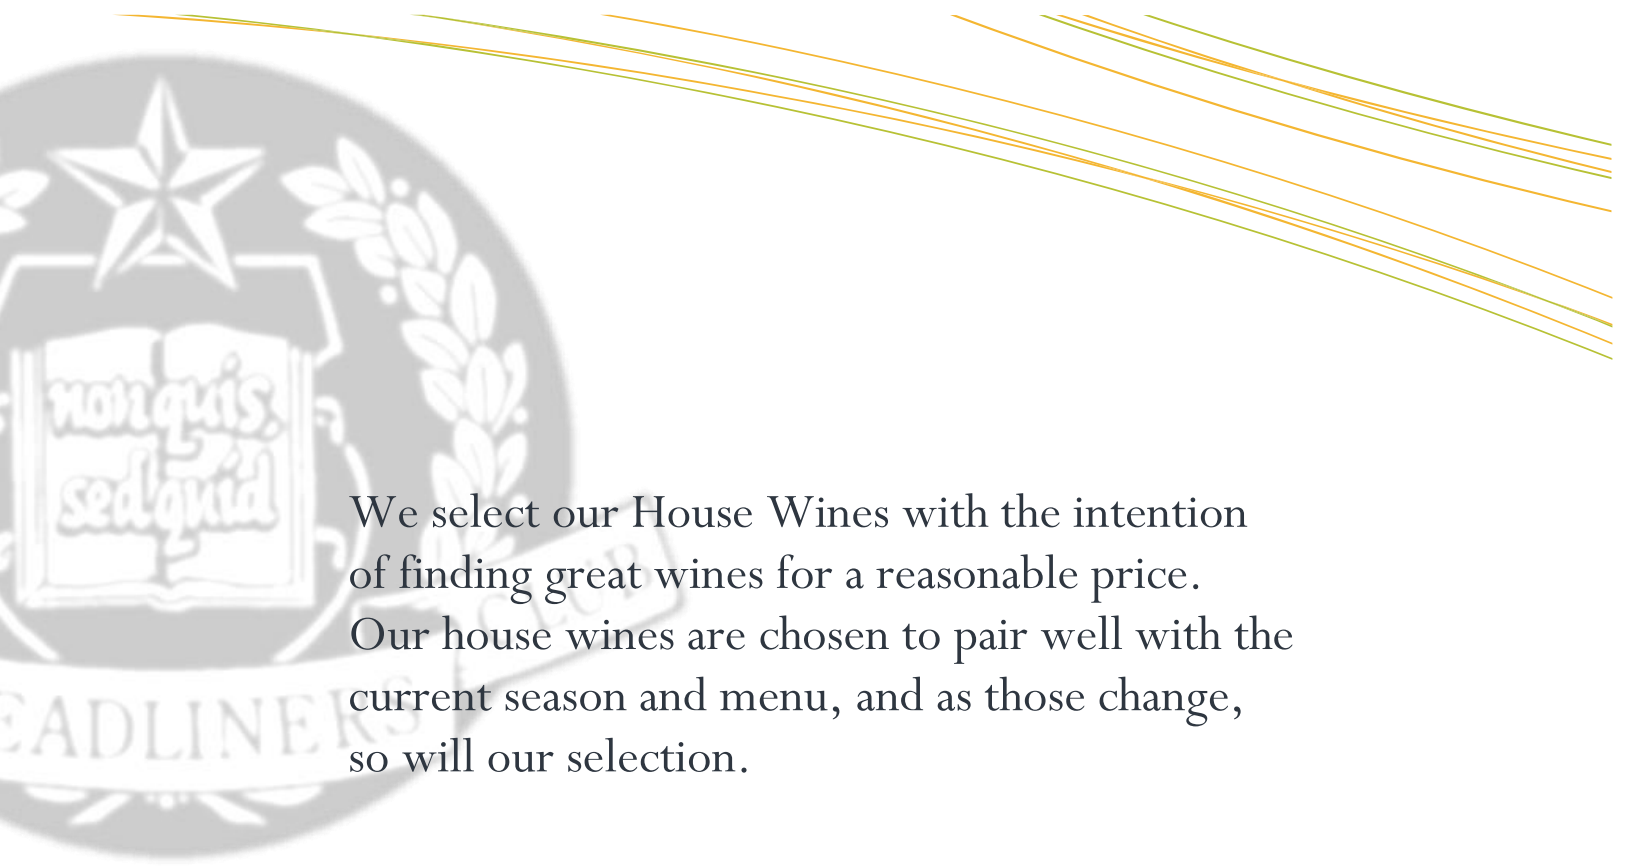 non quis,
sed quid
CLUB
EADLINERS
We select our House Wines with the intention
of finding great wines for a reasonable price.
Our house wines are chosen to pair well with the
current season and menu, and as those change,
so will our selection.